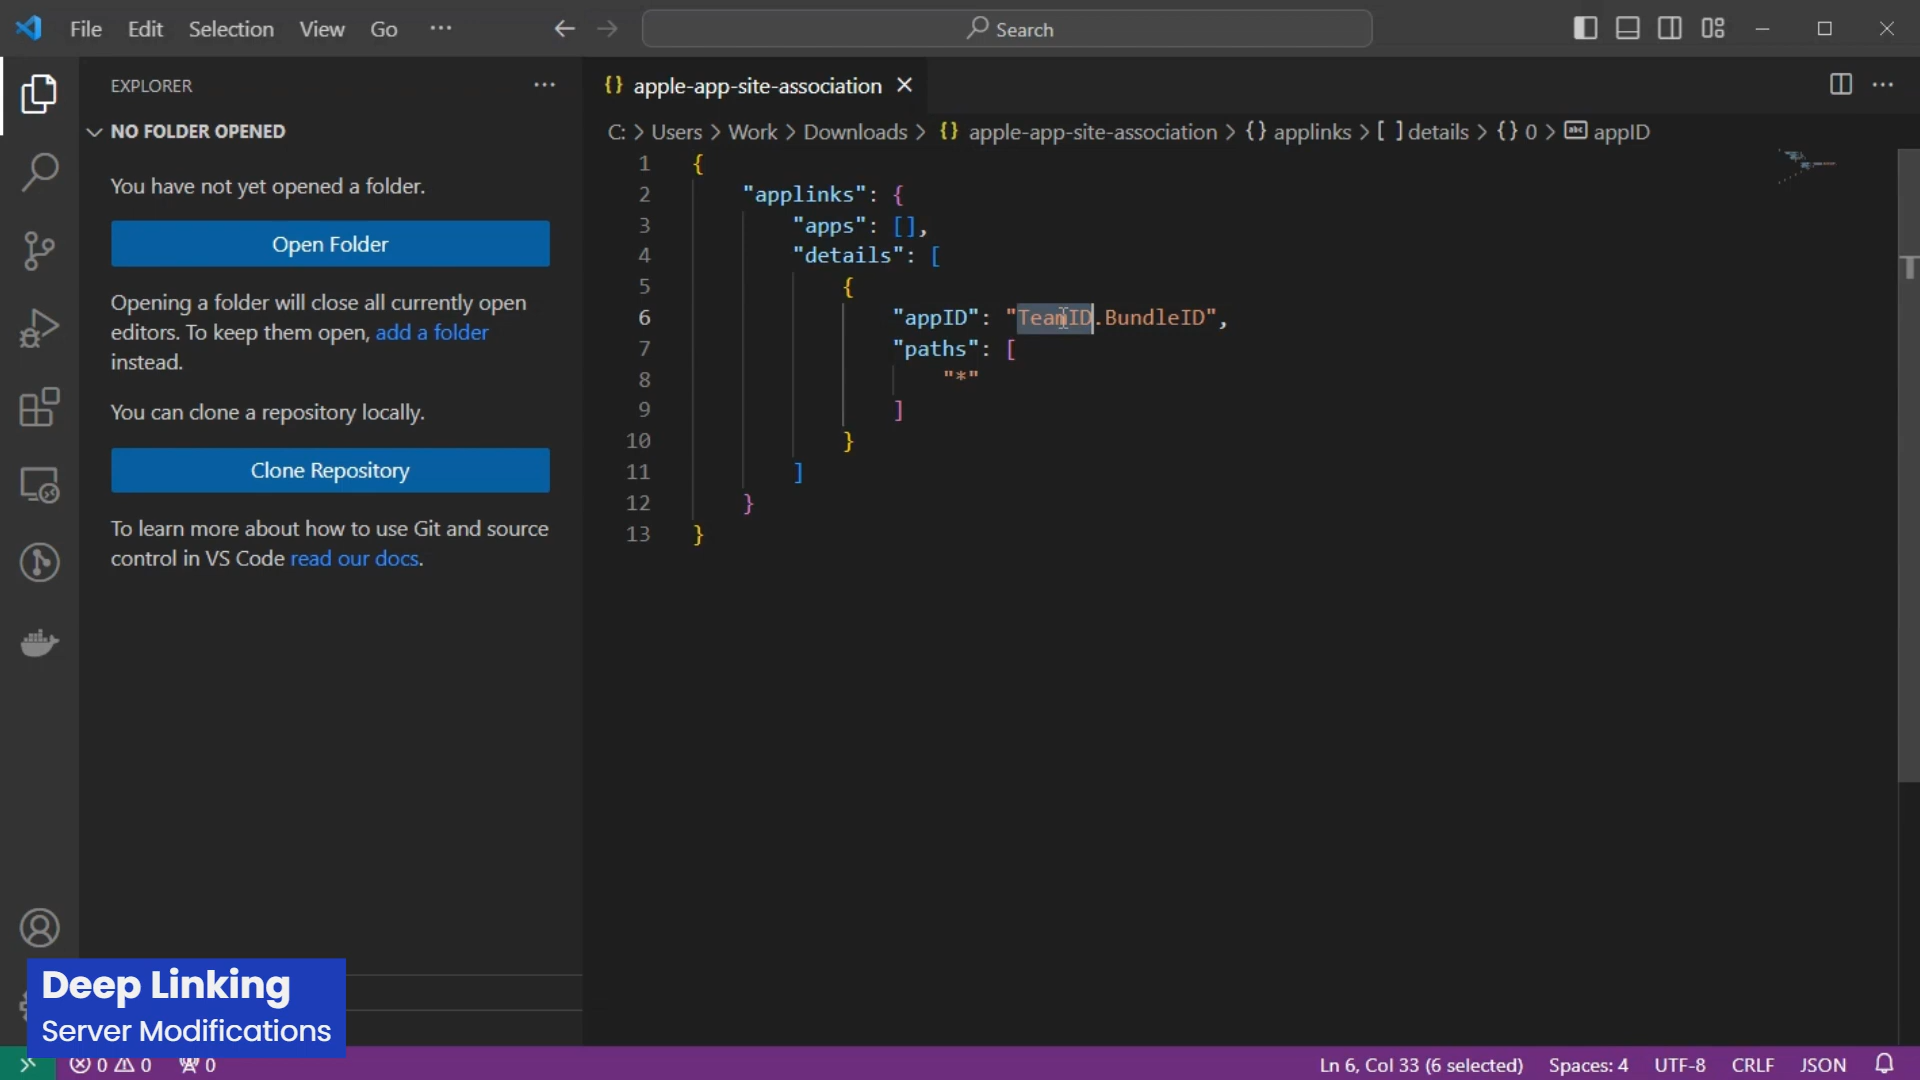 File Edit Selection View Go ··· Search
EXPLORER ···
NO FOLDER OPENED
You have not yet opened a folder.
Open Folder
Opening a folder will close all currently open
editors. To keep them open, add a folder
instead.
You can clone a repository locally.
Clone Repository
To learn more about how to use Git and source
control in VS Code read our docs.
{} apple-app-site-association
C: > Users > Work > Downloads > {} apple-app-site-association > {} applinks > [ ] details > {} 0 > abc appID
1 {
2 "applinks": {
3 "apps": [],
4 "details": [
5 {
6 "appID": "TeamID.BundleID",
7 "paths": [
8 "*"
9 ]
10 }
11 ]
12 }
13 }
Deep Linking
Server Modifications
0 0 0 Ln 6, Col 33 (6 selected) Spaces: 4 UTF-8 CRLF JSON